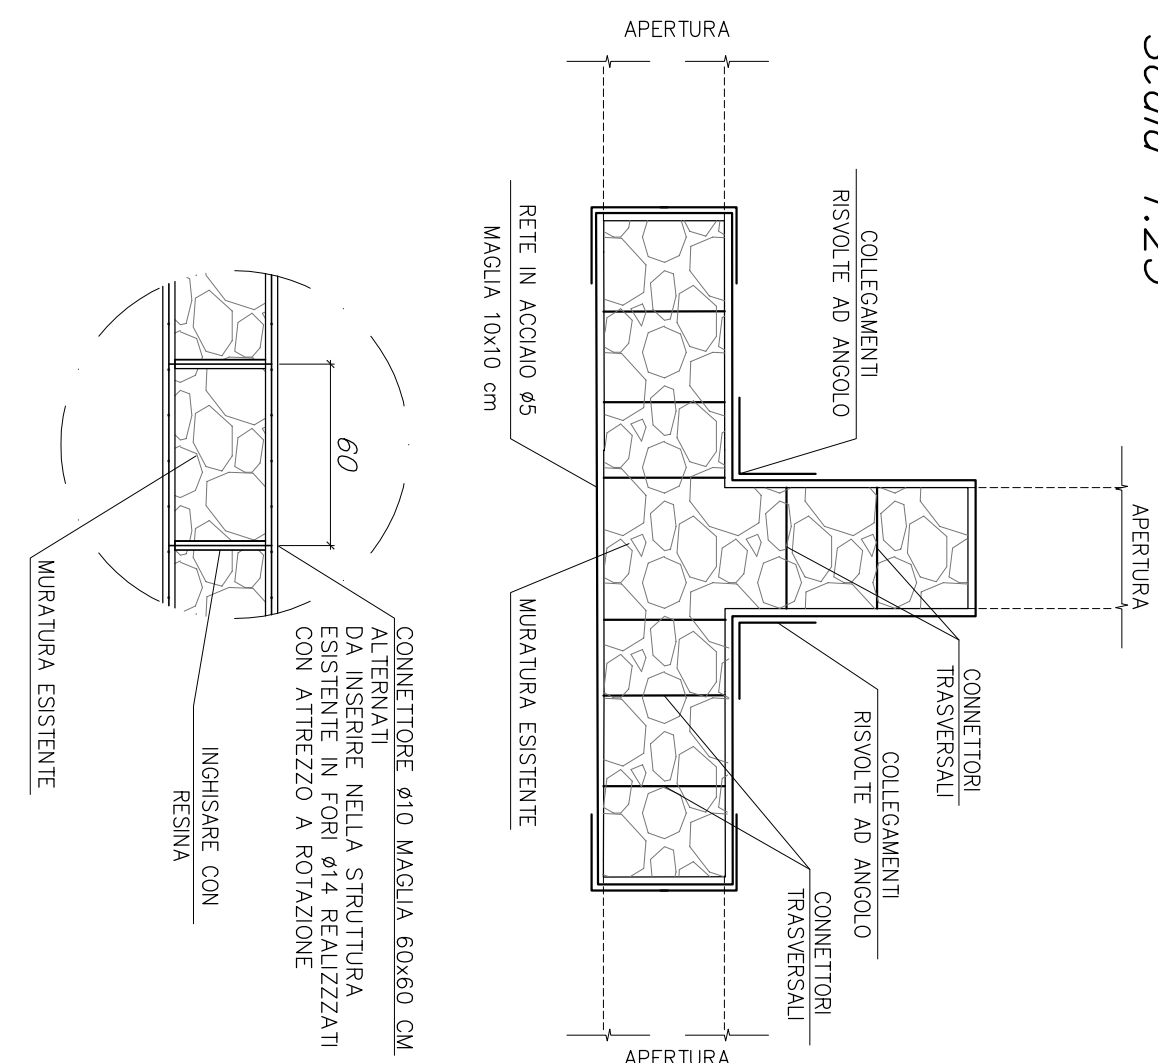 Scala 1:25
APERTURA
APERTURA
APERTURA
COLLEGAMENTI
RISVOLTE AD ANGOLO
RETE IN ACCIAIO ø5
MAGLIA 10x10 cm
CONNETTORI
TRASVERSALI
COLLEGAMENTI
RISVOLTE AD ANGOLO
CONNETTORI
TRASVERSALI
MURATURA ESISTENTE
60
CONNETTORE ø10 MAGLIA 60x60 CM
ALTERNATI
DA INSERIRE NELLA STRUTTURA
ESISTENTE IN FORI ø14 REALIZZZATI
CON ATTREZZO A ROTAZIONE
INGHISARE CON
RESINA
MURATURA ESISTENTE